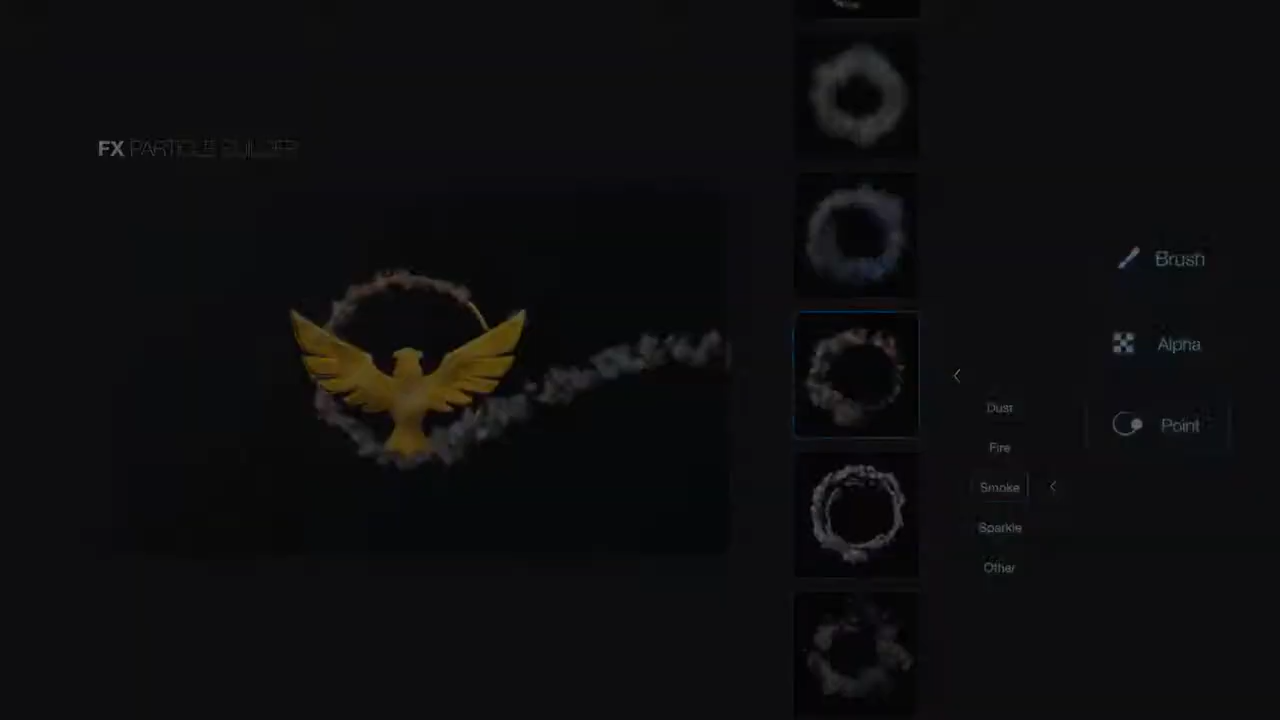 FX PARTICLE BUILDER
Brush
Alpha
Point
Dust
Fire
Smoke
Sparkle
Other